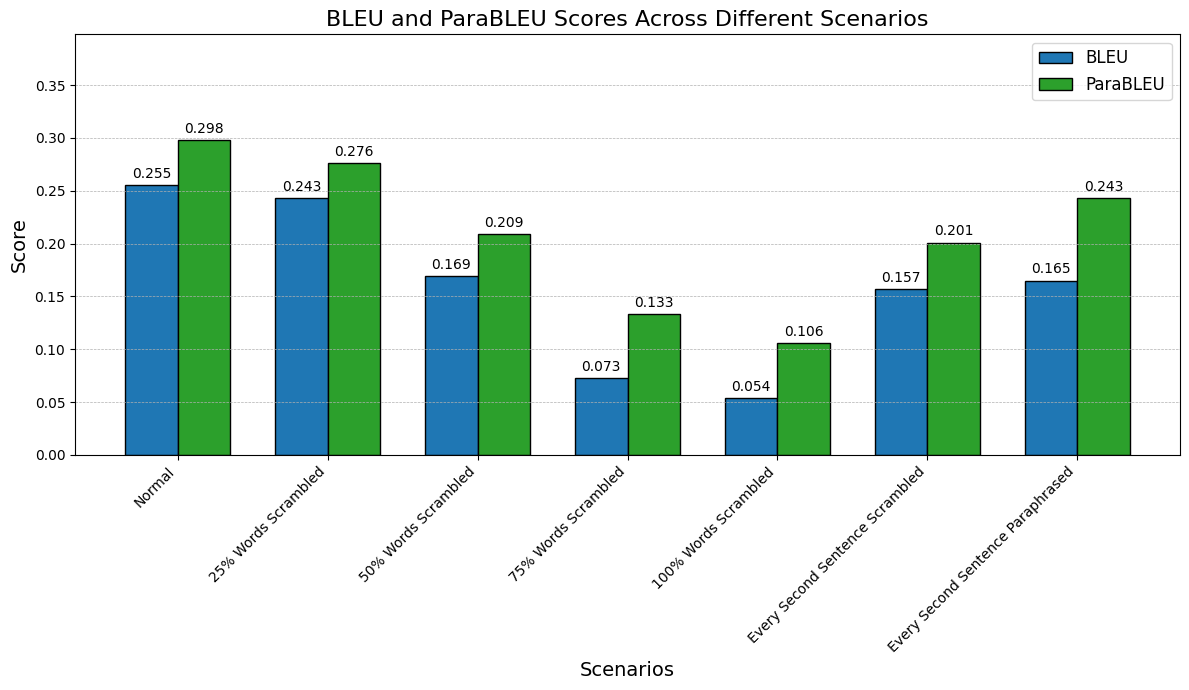 BLEU and ParaBLEU Scores Across Different Scenarios
BLEU
ParaBLEU
Score
0.35
0.30
0.25
0.20
0.15
0.10
0.05
0.00
0.255
0.298
0.243
0.276
0.169
0.209
0.073
0.133
0.054
0.106
0.157
0.201
0.165
0.243
Normal
25% Words Scrambled
50% Words Scrambled
75% Words Scrambled
100% Words Scrambled
Every Second Sentence Scrambled
Every Second Sentence Paraphrased
Scenarios